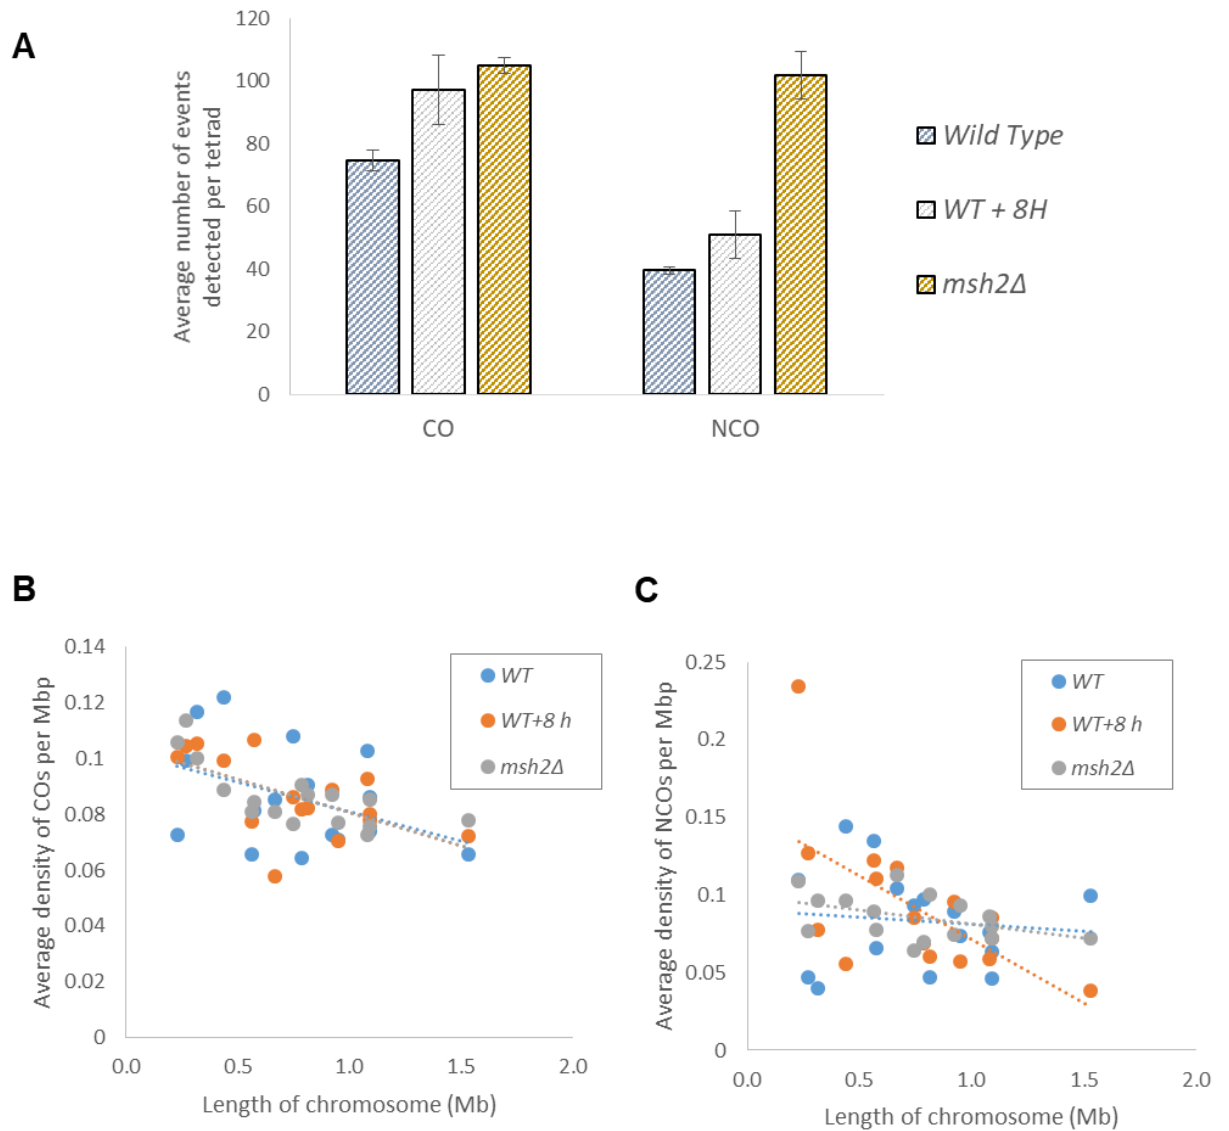 A
Average number of events
detected per tetrad
120
100
80
60
40
20
0
CO
NCO
Wild Type
WT + 8H
msh2Δ
B
Average density of COs per Mbp
0.14
0.12
0.1
0.08
0.06
0.04
0.02
0
0.0
0.5
1.0
1.5
2.0
Length of chromosome (Mb)
WT
WT+8 h
msh2Δ
C
Average density of NCOs per Mbp
0.25
0.2
0.15
0.1
0.05
0
0.0
0.5
1.0
1.5
2.0
Length of chromosome (Mb)
WT
WT+8 h
msh2Δ